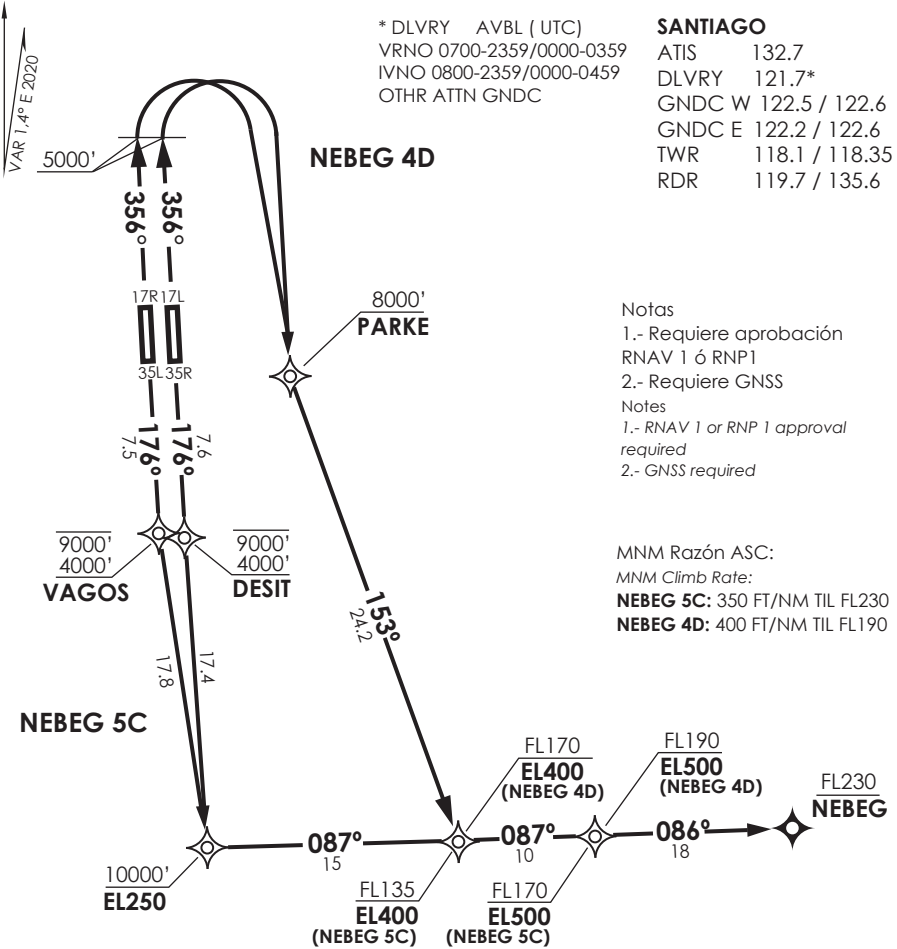 * DLVRY AVBL ( UTC)
VRNO 0700-2359/0000-0359
IVNO 0800-2359/0000-0459
OTHR ATTN GNDC
SANTIAGO
ATIS 132.7
DLVRY 121.7*
GNDC W 122.5 / 122.6
GNDC E 122.2 / 122.6
TWR 118.1 / 118.35
RDR 119.7 / 135.6
VAR 1,4° E 2020
5000'
NEBEG 4D
356°
356°
17R
17L
35L
35R
8000'
PARKE
Notas
1.- Requiere aprobación
RNAV 1 ó RNP1
2.- Requiere GNSS
Notes
1.- RNAV 1 or RNP 1 approval
required
2.- GNSS required
176°
7.5
176°
7.6
9000'
4000'
VAGOS
9000'
4000'
DESIT
MNM Razón ASC:
MNM Climb Rate:
NEBEG 5C: 350 FT/NM TIL FL230
NEBEG 4D: 400 FT/NM TIL FL190
153°
24.2
17.8
17.4
NEBEG 5C
FL170
EL400
(NEBEG 4D)
FL190
EL500
(NEBEG 4D)
FL230
NEBEG
087°
15
087°
10
086°
18
10000'
EL250
FL135
EL400
(NEBEG 5C)
FL170
EL500
(NEBEG 5C)